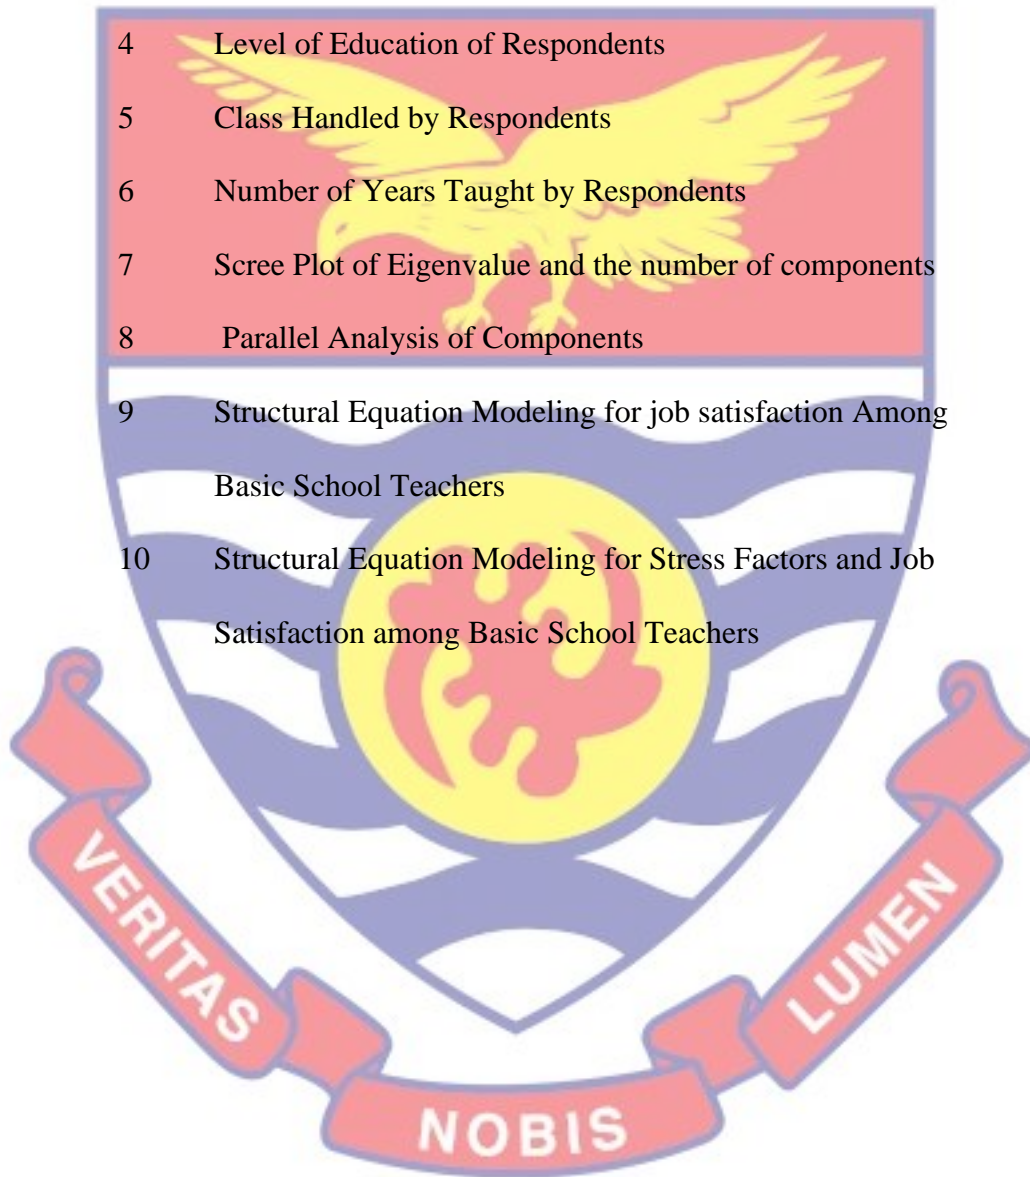 4 Level of Education of Respondents
5 Class Handled by Respondents
6 Number of Years Taught by Respondents
7 Scree Plot of Eigenvalue and the number of components
8 Parallel Analysis of Components
9 Structural Equation Modeling for job satisfaction Among
Basic School Teachers
10 Structural Equation Modeling for Stress Factors and Job
Satisfaction among Basic School Teachers
VERITAS
NOBIS
LUMEN